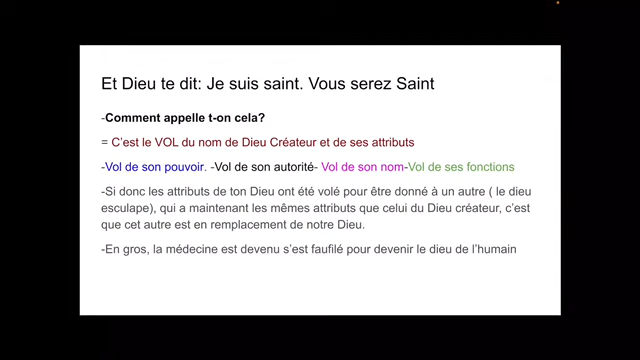 Et Dieu te dit: Je suis saint. Vous serez Saint
-Comment appelle t-on cela?
= C’est le VOL du nom de Dieu Créateur et de ses attributs
-Vol de son pouvoir. -Vol de son autorité- Vol de son nom-Vol de ses fonctions
-Si donc les attributs de ton Dieu ont été volé pour être donné à un autre ( le dieu
esculape), qui a maintenant les mêmes attributs que celui du Dieu créateur, c’est
que cet autre est en remplacement de notre Dieu.
-En gros, la médecine est devenu s’est faufilé pour devenir le dieu de l’humain